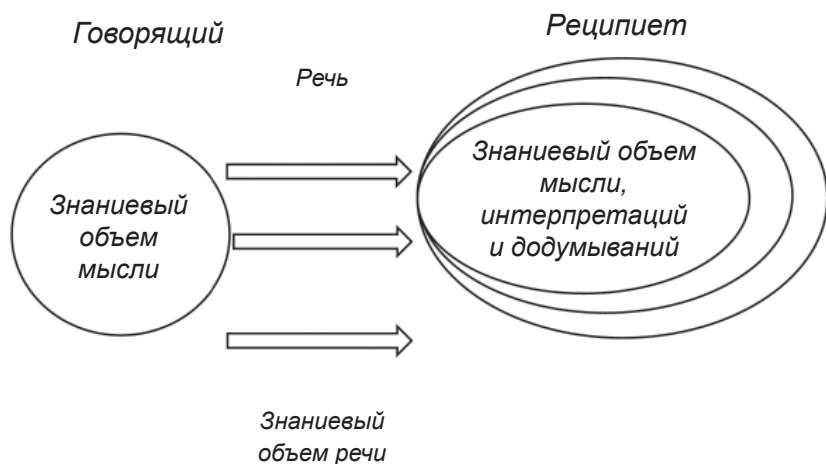 Говорящий
Реципиет
Речь
Знаниевый
объем
мысли
Знаниевый объем
мысли,
интерпретаций
и додумываний
Знаниевый
объем речи